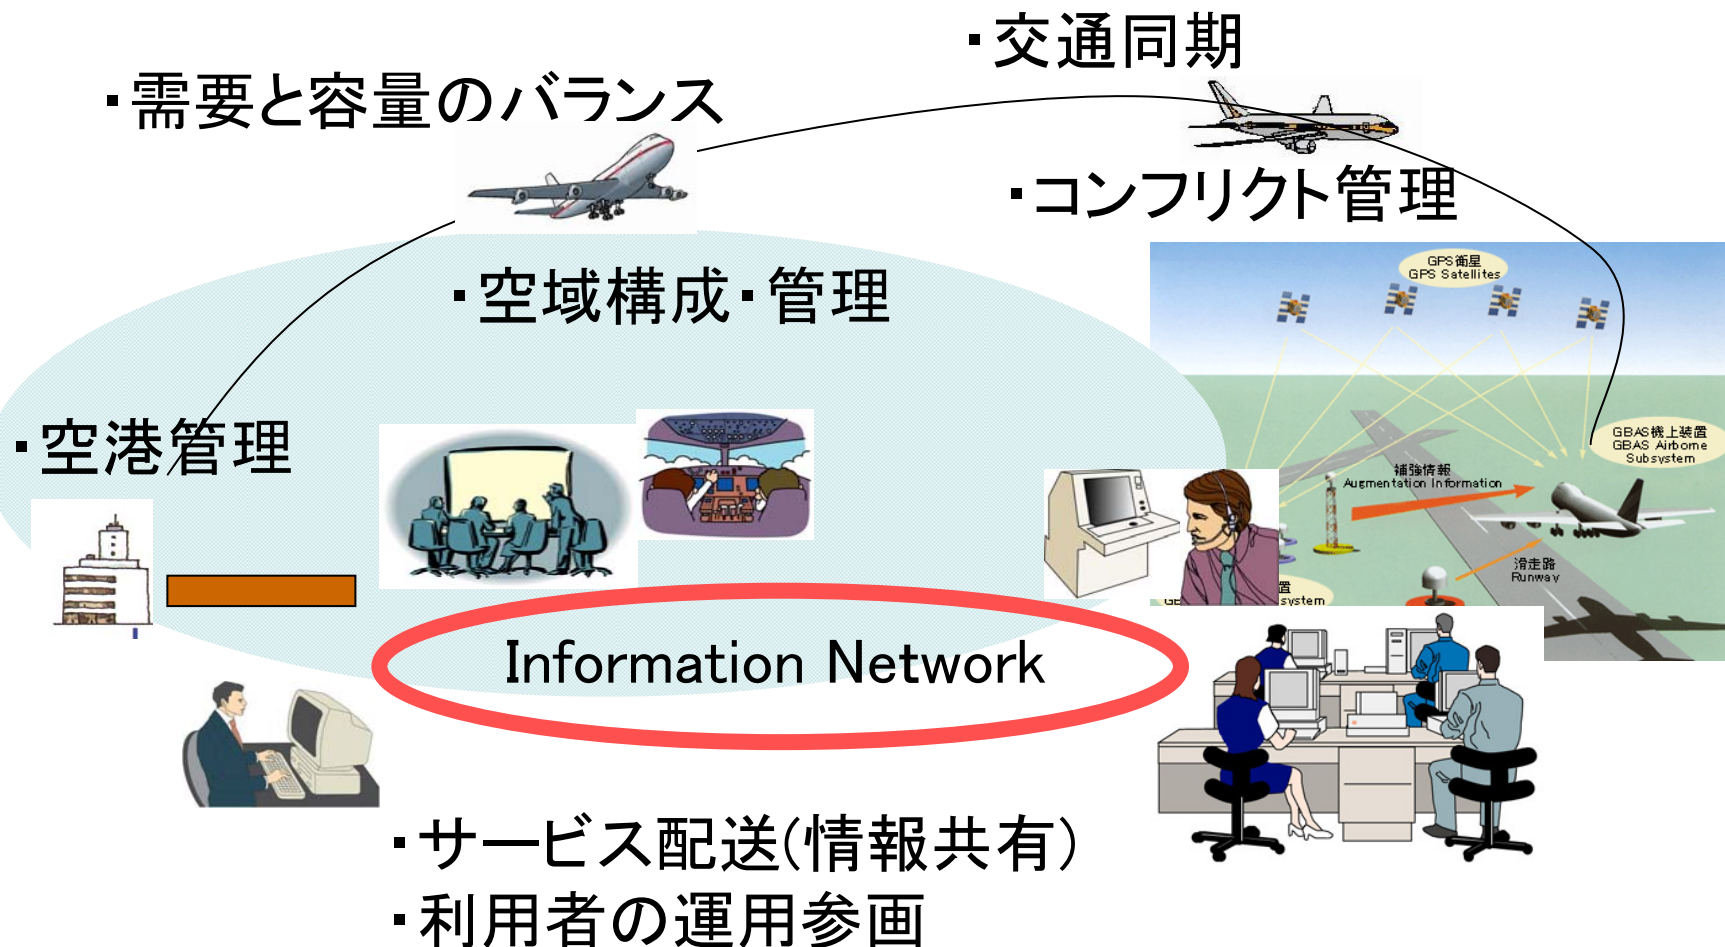 ・交通同期
・需要と容量のバランス
・コンフリクト管理
・空域構成・管理
GPS衛星
GPS Satellites
・空港管理
GBAS機上装置
GBAS Airborne
Subsystem
補強情報
Augmentation Information
滑走路
Runway
置
system
Information Network
・サービス配送(情報共有)
・利用者の運用参画